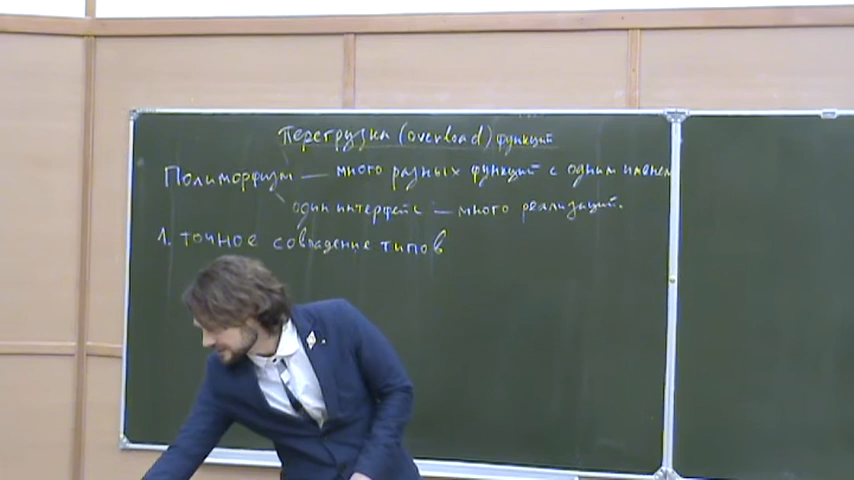 Перегрузка (overload) функций
Полиморфизм — много разных функций с одним именем
один интерфейс — много реализаций.
1. точное совпадение типов